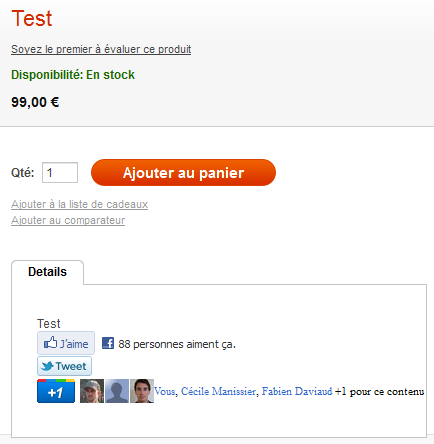 Test
Soyez le premier à évaluer ce produit
Disponibilité: En stock
99,00 €
Qté: 1 Ajouter au panier
Ajouter à la liste de cadeaux
Ajouter au comparateur
Details
Test
J'aime 88 personnes aiment ça.
Tweet
+1 Vous, Cécile Manissier, Fabien Daviaud +1 pour ce contenu